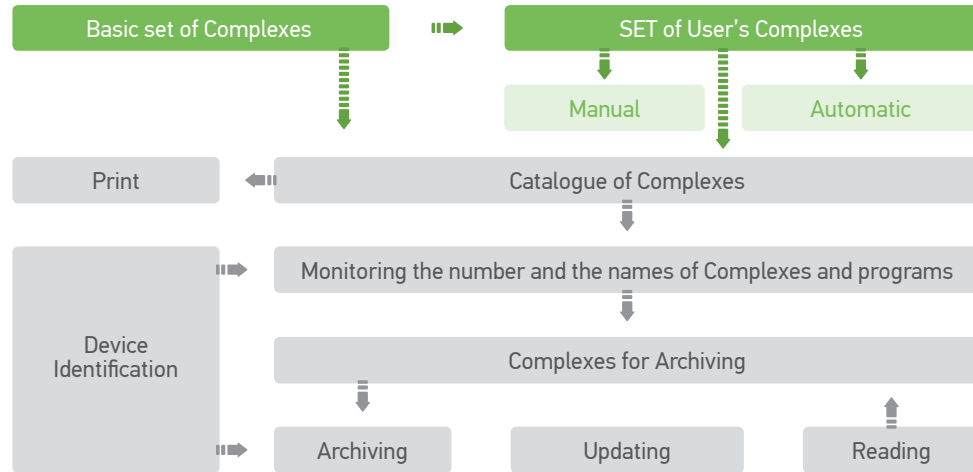 Basic set of Complexes
SET of User's Complexes
Manual
Automatic
Print
Catalogue of Complexes
Monitoring the number and the names of Complexes and programs
Device
Identification
Complexes for Archiving
Archiving
Updating
Reading